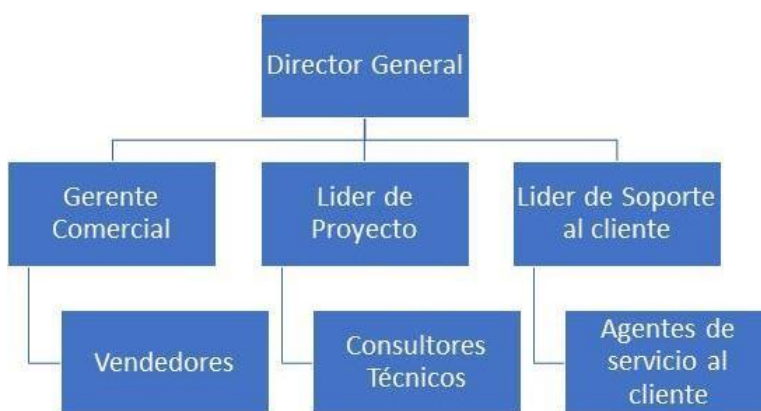 Director General
Gerente
Comercial
Lider de
Proyecto
Lider de Soporte
al cliente
Vendedores
Consultores
Técnicos
Agentes de
servicio al
cliente